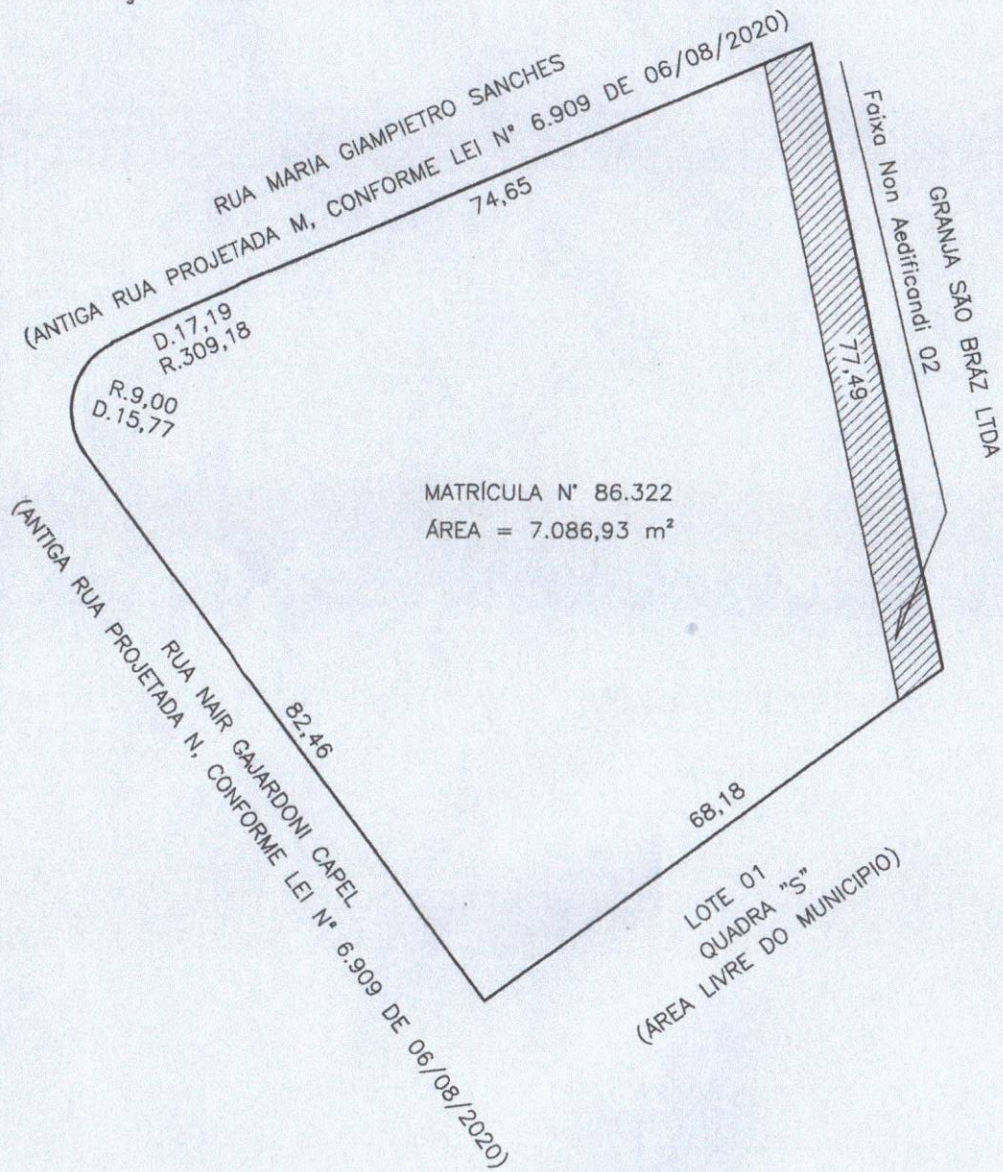 RUA MARIA GIAMPIETRO SANCHES
(ANTIGA RUA PROJETADA M, CONFORME LEI N° 6.909 DE 06/08/2020)
74,65
D.17,19
R.309,18
R.9,00
D.15,77
Faixa Non Aedificandi 02
GRANJA SÃO BRÁZ LTDA
77,49
MATRÍCULA N° 86.322
ÁREA = 7.086,93 m²
82,46
RUA NAIR GAJARDONI CAPEL
(ANTIGA RUA PROJETADA N, CONFORME LEI N° 6.909 DE 06/08/2020)
68,18
LOTE 01
QUADRA "S"
(ÁREA LIVRE DO MUNICIPIO)